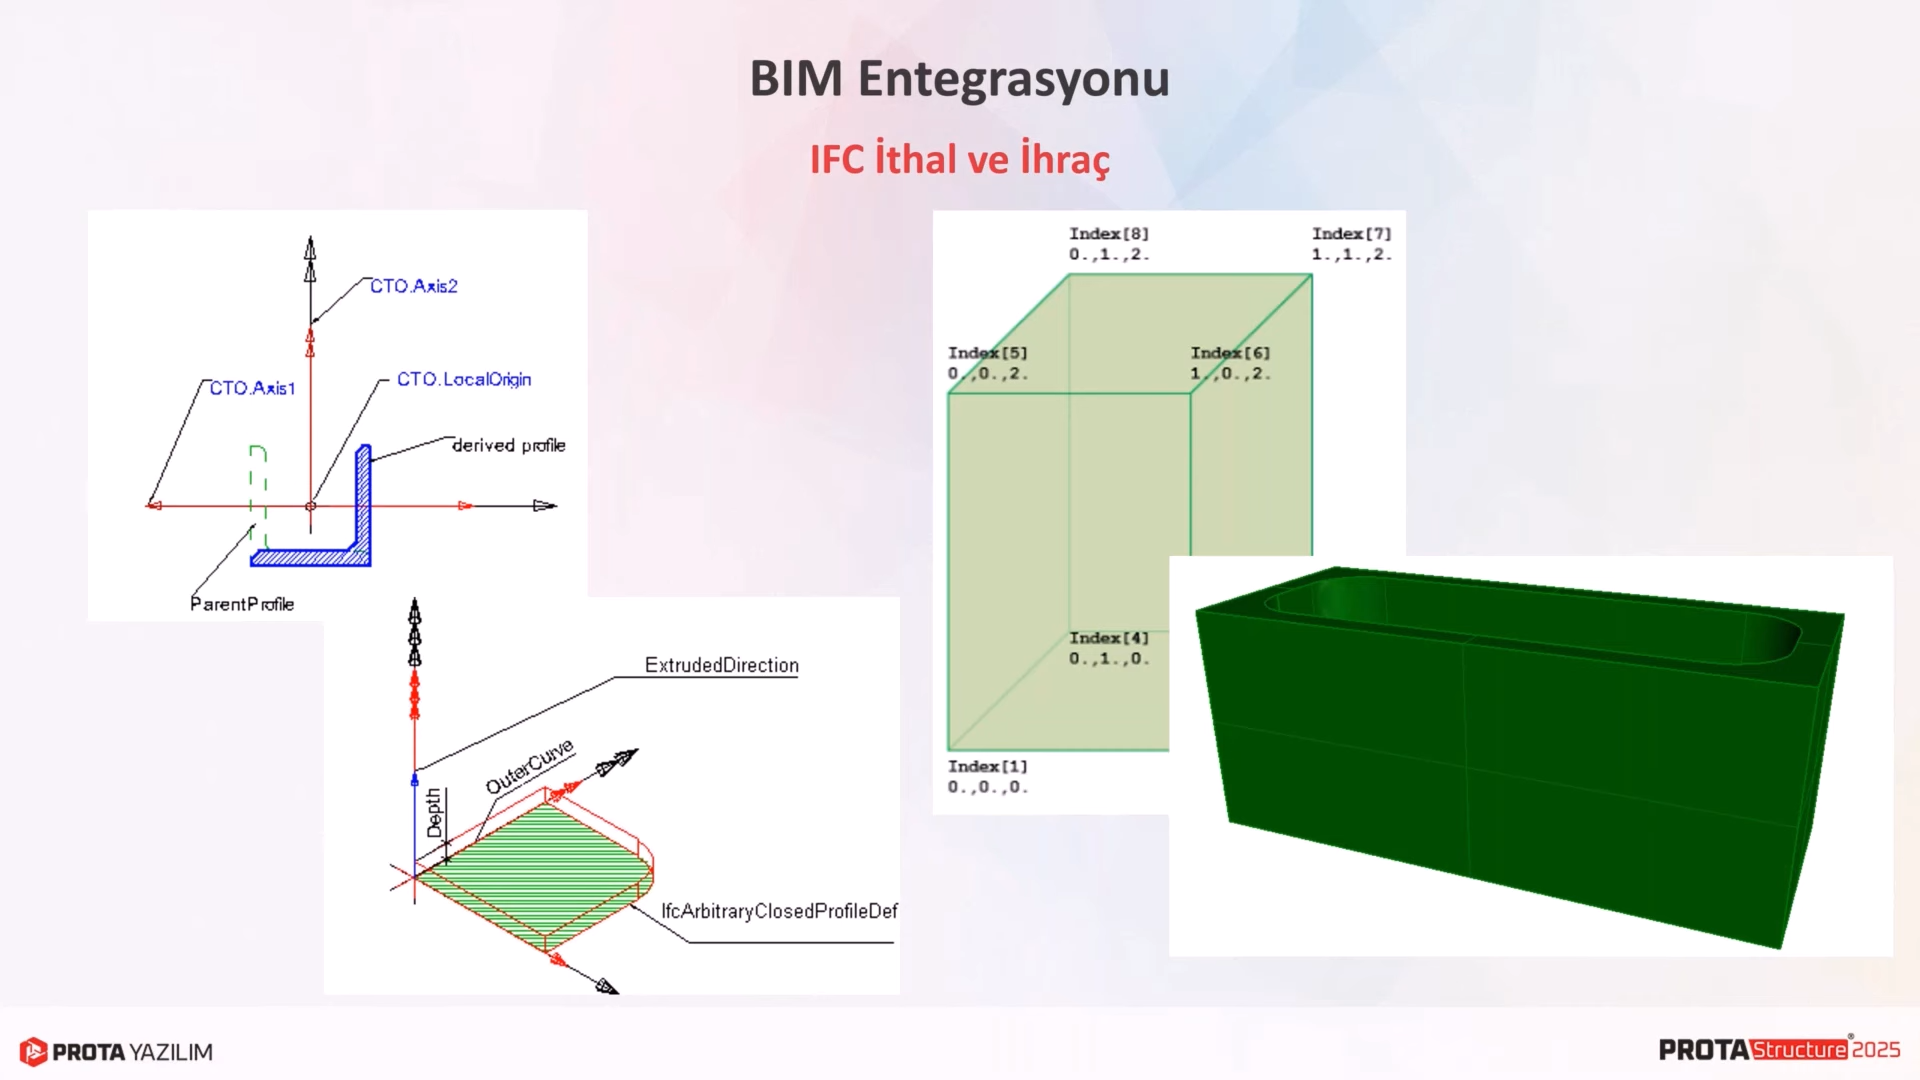 BIM Entegrasyonu
IFC İthal ve İhraç
CTO.Axis2
CTO.Axis1
CTO.LocalOrigin
derived profile
ParentProfile
ExtrudedDirection
OuterCurve
Depth
IfcArbitraryClosedProfileDef
Index[8]
0.,1.,2.
Index[7]
1.,1.,2.
Index[5]
0.,0.,2.
Index[6]
1.,0.,2.
Index[4]
0.,1.,0.
Index[1]
0.,0.,0.
PROTA YAZILIM
PROTA Structure® 2025